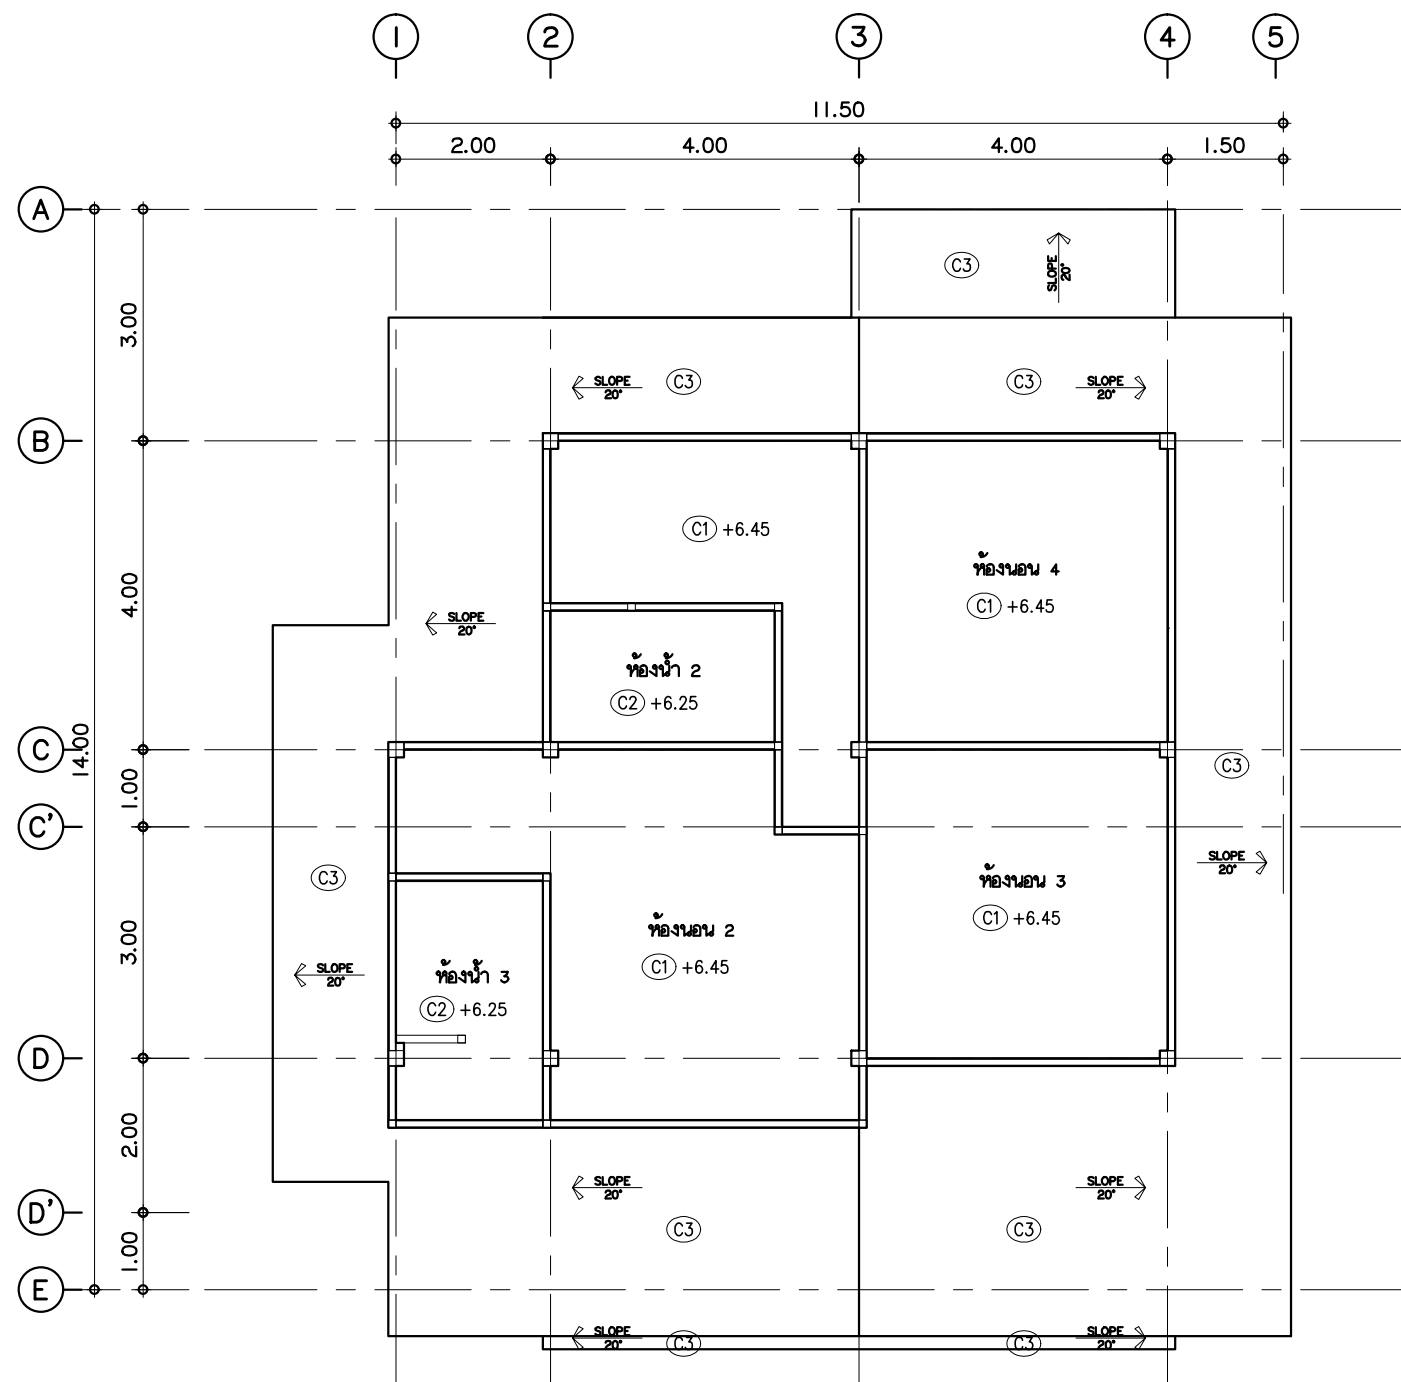 1 2 3 4 5
11.50
2.00 4.00 4.00 1.50
A
C3 SLOPE 20°
3.00
SLOPE 20° C3 C3 SLOPE 20°
B
C1 +6.45
ห้องนอน 4
C1 +6.45
4.00
SLOPE 20°
ห้องน้ำ 2
C2 +6.25
C
14.00
C3
1.00
C'
SLOPE 20°
C3
ห้องนอน 3
C1 +6.45
3.00
ห้องนอน 2
C1 +6.45
SLOPE 20°
ห้องน้ำ 3
C2 +6.25
D
2.00
SLOPE 20° SLOPE 20°
D'
C3 C3
1.00
E
SLOPE 20° C3 C3 SLOPE 20°